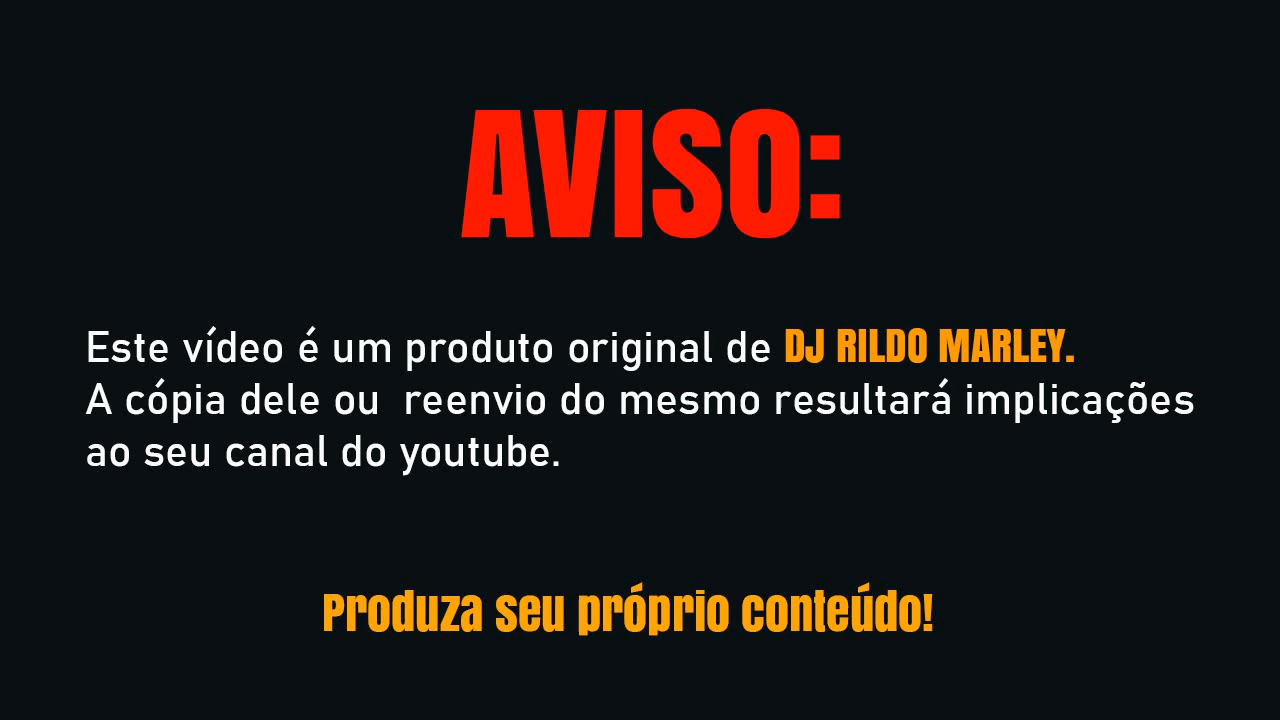 AVISO:
Este vídeo é um produto original de DJ RILDO MARLEY.
A cópia dele ou reenvio do mesmo resultará implicações
ao seu canal do youtube.
Produza seu próprio conteúdo!